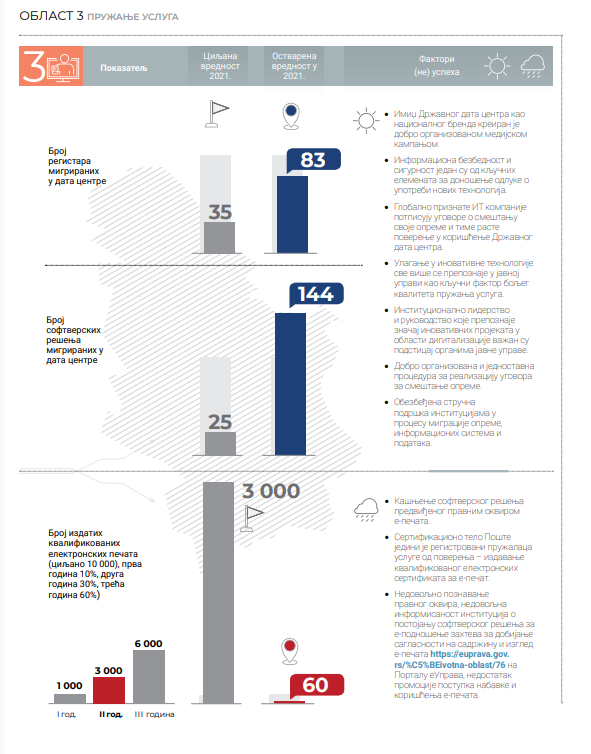 ОБЛАСТ 3 ПРУЖАЊЕ УСЛУГА
3
Показатељ
Циљана
вредност
2021.
Остварена
вредност у
2021.
Фактори
(не) успеха
Број
регистара
мигрираних
у дата центре
35
83
Број
софтверских
решења
мигрираних у
дата центре
25
144
Број издатих
квалификованих
електронских печата
(циљано 10 000), прва
година 10%, друга
година 30%, трећа
година 60%)
3 000
60
1 000
3 000
6 000
I год.
II год.
III година
• Имиџ Државног дата центра као
националног бренда креиран је
добро организованом медијском
кампањом.
• Информациона безбедност и
сигурност један су од кључних
елемената за доношење одлуке о
употреби нових технологија.
• Глобално признате ИТ компаније
потписују уговоре о смештању
своје опреме и тиме расте
поверење у коришћење Државног
дата центра.
• Улагање у иновативне технологије
све више се препознаје у јавној
управи као кључни фактор бољег
квалитета пружања услуга.
• Институционално лидерство
и руководство које препознаје
значај иновативних пројеката у
области дигитализације важан су
подстицај органима јавне управе.
• Добро организована и једноставна
процедура за реализацију уговора
за смештање опреме.
• Обезбеђена стручна
подршка институцијама у
процесу миграције опреме,
информационих система и
података.
• Кашњење софтверског решења
предвиђеног правним оквиром
е-печата.
• Сертификационо тело Поште
једини је регистровани пружалаца
услуге од поверења – издавање
квалификованог електронских
сертификата за е-печат.
• Недовољно познавање
правног оквира, недовољна
информисаност институција о
постојању софтверског решења за
е-подношење захтева за добијање
сагласности на садржину и изглед
е-печата https://euprava.gov.
rs/%C5%BEivotna-oblast/76 на
Порталу еУправа, недостатак
промоције поступка набавке и
коришћења е-печата.